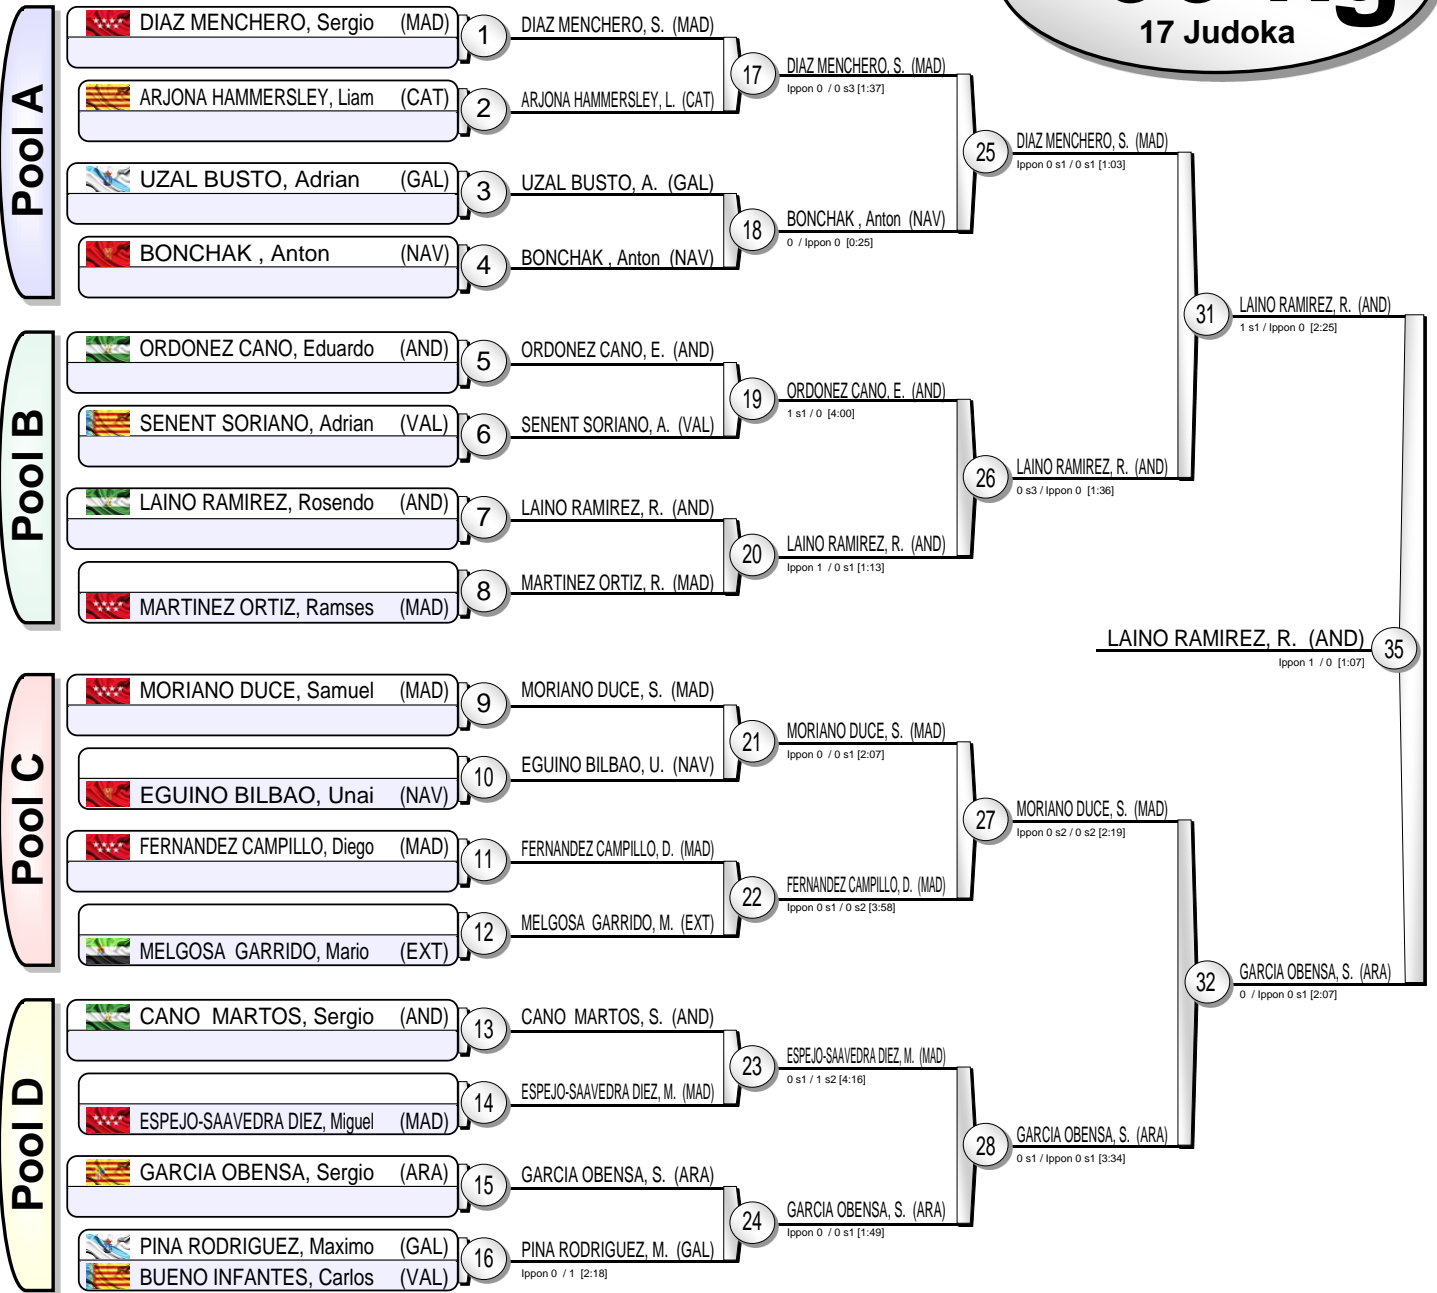 17 Judoka
Pool A
DIAZ MENCHERO, Sergio (MAD)
1
DIAZ MENCHERO, S. (MAD)
ARJONA HAMMERSLEY, Liam (CAT)
2
ARJONA HAMMERSLEY, L. (CAT)
17
DIAZ MENCHERO, S. (MAD)
Ippon 0 / 0 s3 [1:37]
UZAL BUSTO, Adrian (GAL)
3
UZAL BUSTO, A. (GAL)
BONCHAK , Anton (NAV)
4
BONCHAK , Anton (NAV)
18
BONCHAK , Anton (NAV)
0 / Ippon 0 [0:25]
25
DIAZ MENCHERO, S. (MAD)
Ippon 0 s1 / 0 s1 [1:03]
Pool B
ORDONEZ CANO, Eduardo (AND)
5
ORDONEZ CANO, E. (AND)
SENENT SORIANO, Adrian (VAL)
6
SENENT SORIANO, A. (VAL)
19
ORDONEZ CANO, E. (AND)
1 s1 / 0 [4:00]
LAINO RAMIREZ, Rosendo (AND)
7
LAINO RAMIREZ, R. (AND)
MARTINEZ ORTIZ, Ramses (MAD)
8
MARTINEZ ORTIZ, R. (MAD)
20
LAINO RAMIREZ, R. (AND)
Ippon 1 / 0 s1 [1:13]
26
LAINO RAMIREZ, R. (AND)
0 s3 / Ippon 0 [1:36]
31
LAINO RAMIREZ, R. (AND)
1 s1 / Ippon 0 [2:25]
LAINO RAMIREZ, R. (AND)
35
Ippon 1 / 0 [1:07]
Pool C
MORIANO DUCE, Samuel (MAD)
9
MORIANO DUCE, S. (MAD)
EGUINO BILBAO, Unai (NAV)
10
EGUINO BILBAO, U. (NAV)
21
MORIANO DUCE, S. (MAD)
Ippon 0 / 0 s1 [2:07]
FERNANDEZ CAMPILLO, Diego (MAD)
11
FERNANDEZ CAMPILLO, D. (MAD)
MELGOSA GARRIDO, Mario (EXT)
12
MELGOSA GARRIDO, M. (EXT)
22
FERNANDEZ CAMPILLO, D. (MAD)
Ippon 0 s1 / 0 s2 [3:58]
27
MORIANO DUCE, S. (MAD)
Ippon 0 s2 / 0 s2 [2:19]
Pool D
CANO MARTOS, Sergio (AND)
13
CANO MARTOS, S. (AND)
ESPEJO-SAAVEDRA DIEZ, Miguel (MAD)
14
ESPEJO-SAAVEDRA DIEZ, M. (MAD)
23
ESPEJO-SAAVEDRA DIEZ, M. (MAD)
0 s1 / 1 s2 [4:16]
GARCIA OBENSA, Sergio (ARA)
15
GARCIA OBENSA, S. (ARA)
PINA RODRIGUEZ, Maximo (GAL)
BUENO INFANTES, Carlos (VAL)
16
PINA RODRIGUEZ, M. (GAL)
Ippon 0 / 1 [2:18]
24
GARCIA OBENSA, S. (ARA)
Ippon 0 / 0 s1 [1:49]
28
GARCIA OBENSA, S. (ARA)
0 s1 / Ippon 0 s1 [3:34]
32
GARCIA OBENSA, S. (ARA)
0 / Ippon 0 s1 [2:07]